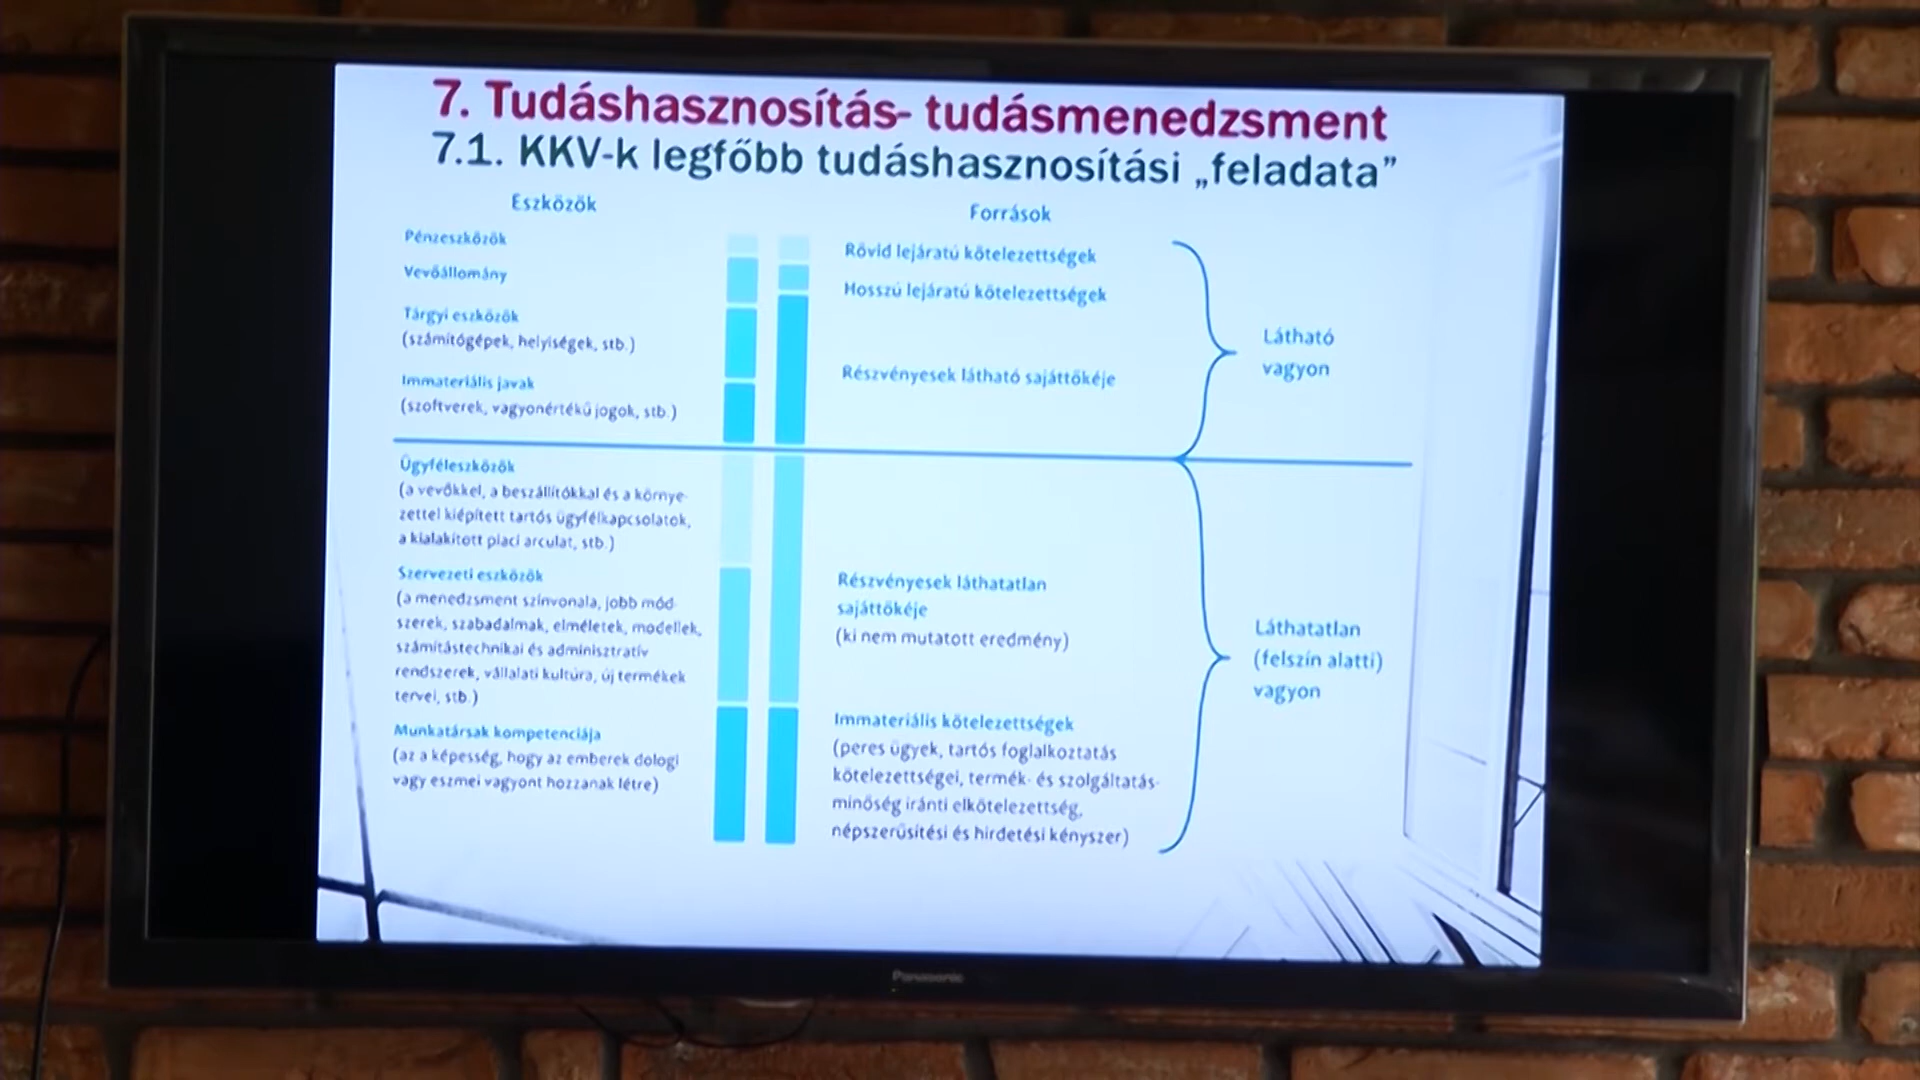 7. Tudáshasznosítás- tudásmenedzsment
7.1. KKV-k legfőbb tudáshasznosítási „feladata”
Eszközök
Pénzeszközök
Vevőállomány
Tárgyi eszközök
(számítógépek, helyiségek, stb.)
Immateriális javak
(szoftverek, vagyonértékű jogok, stb.)
Ügyféleszközök
(a vevőkkel, a beszállítókkal és a környe-
zettel kiépített tartós ügyfélkapcsolatok,
a kialakított piaci arculat, stb.)
Szervezeti eszközök
(a menedzsment színvonala, jobb mód-
szerek, szabadalmak, elméletek, modellek,
számítástechnikai és adminisztratív
rendszerek, vállalati kultúra, új termékek
tervei, stb.)
Munkatársak kompetenciája
(az a képesség, hogy az emberek dologi
vagy eszmei vagyont hozzanak létre)
Források
Rövid lejáratú kötelezettségek
Hosszú lejáratú kötelezettségek
Részvényesek látható sajáttőkéje
Részvényesek láthatatlan
sajáttőkéje
(ki nem mutatott eredmény)
Immateriális kötelezettségek
(peres ügyek, tartós foglalkoztatás
kötelezettségei, termék- és szolgáltatás-
minőség iránti elkötelezettség,
népszerűsítési és hirdetési kényszer)
Látható
vagyon
Láthatatlan
(felszín alatti)
vagyon
Panasonic